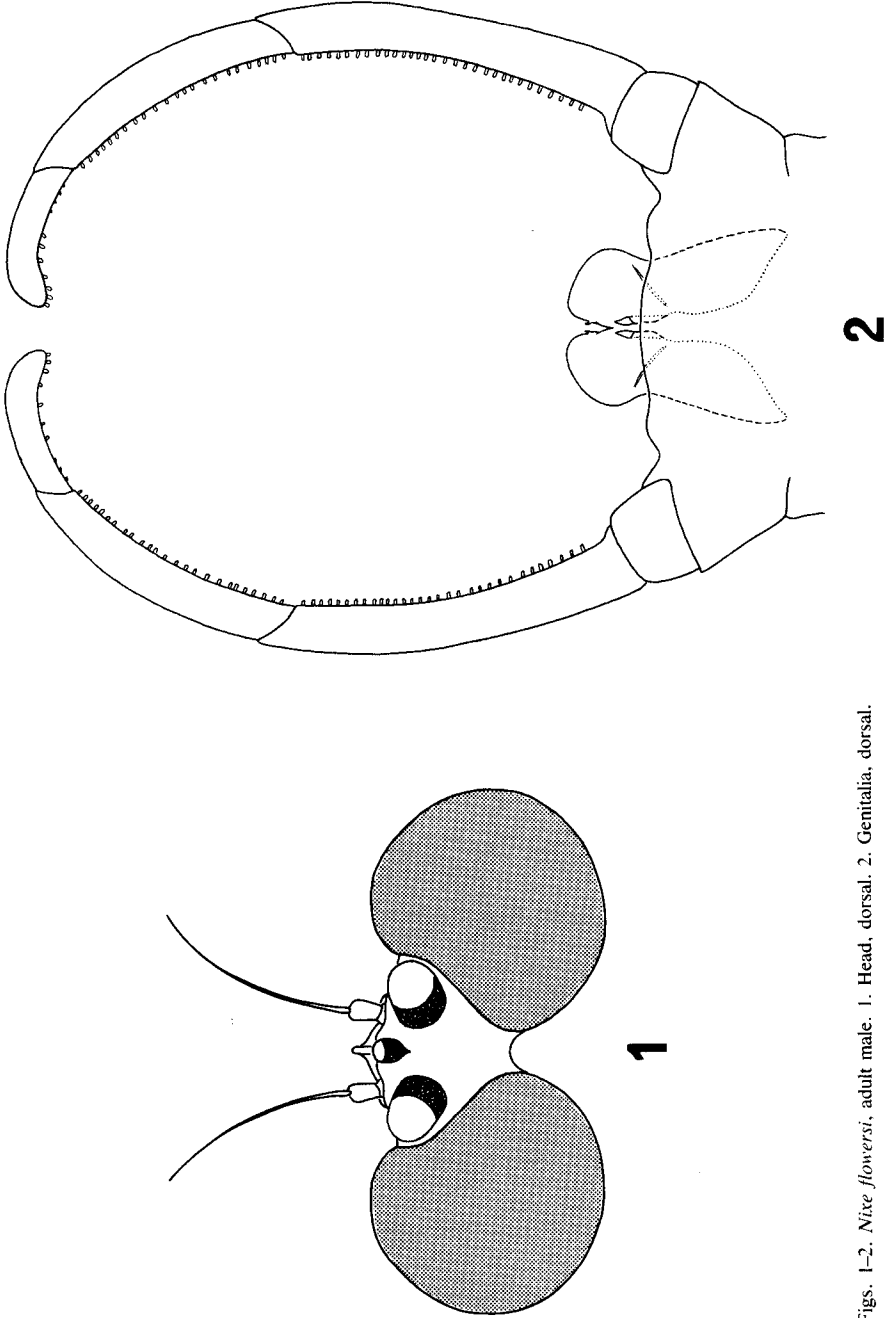 1
2
Figs. 1–2. Nixe flowersi, adult male. 1. Head, dorsal. 2. Genitalia, dorsal.